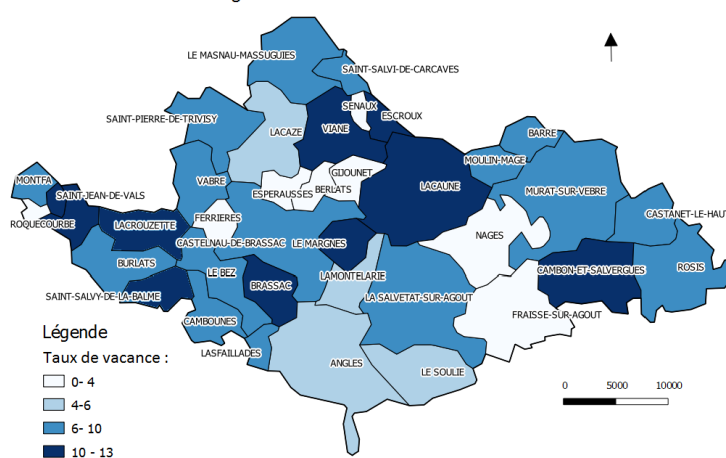 LE MASNAU-MASSUGUIES
SAINT-SALVI-DE-CARCAVES
SENAUX
ESCROUX
SAINT-PIERRE-DE-TRIVISY
LACAZE
VIANE
BARRE
MOULIN-MAGE
GIJOUNET
MONTFA
VABRE
ESPERAUSSES
BERLATS
LACAUNE
MURAT-SUR-VEBRE
SAINT-JEAN-DE-VALS
ROQUECOURBE
LACROUZETTE
FERRIERES
CASTANET-LE-HAUT
CASTELNAU-DE-BRASSAC
LE MARGNES
NAGES
BURLATS
LE BEZ
LAMONTELARIE
CAMBON-ET-SALVERGUES
ROSIS
SAINT-SALVY-DE-LA-BALME
BRASSAC
LA SALVETAT-SUR-AGOUT
CAMBOUNES
FRAISSE-SUR-AGOUT
LASFAILLADES
ANGLES
LE SOULIE
Légende
Taux de vacance :
0- 4
4-6
6- 10
10 - 13
0 5000 10000